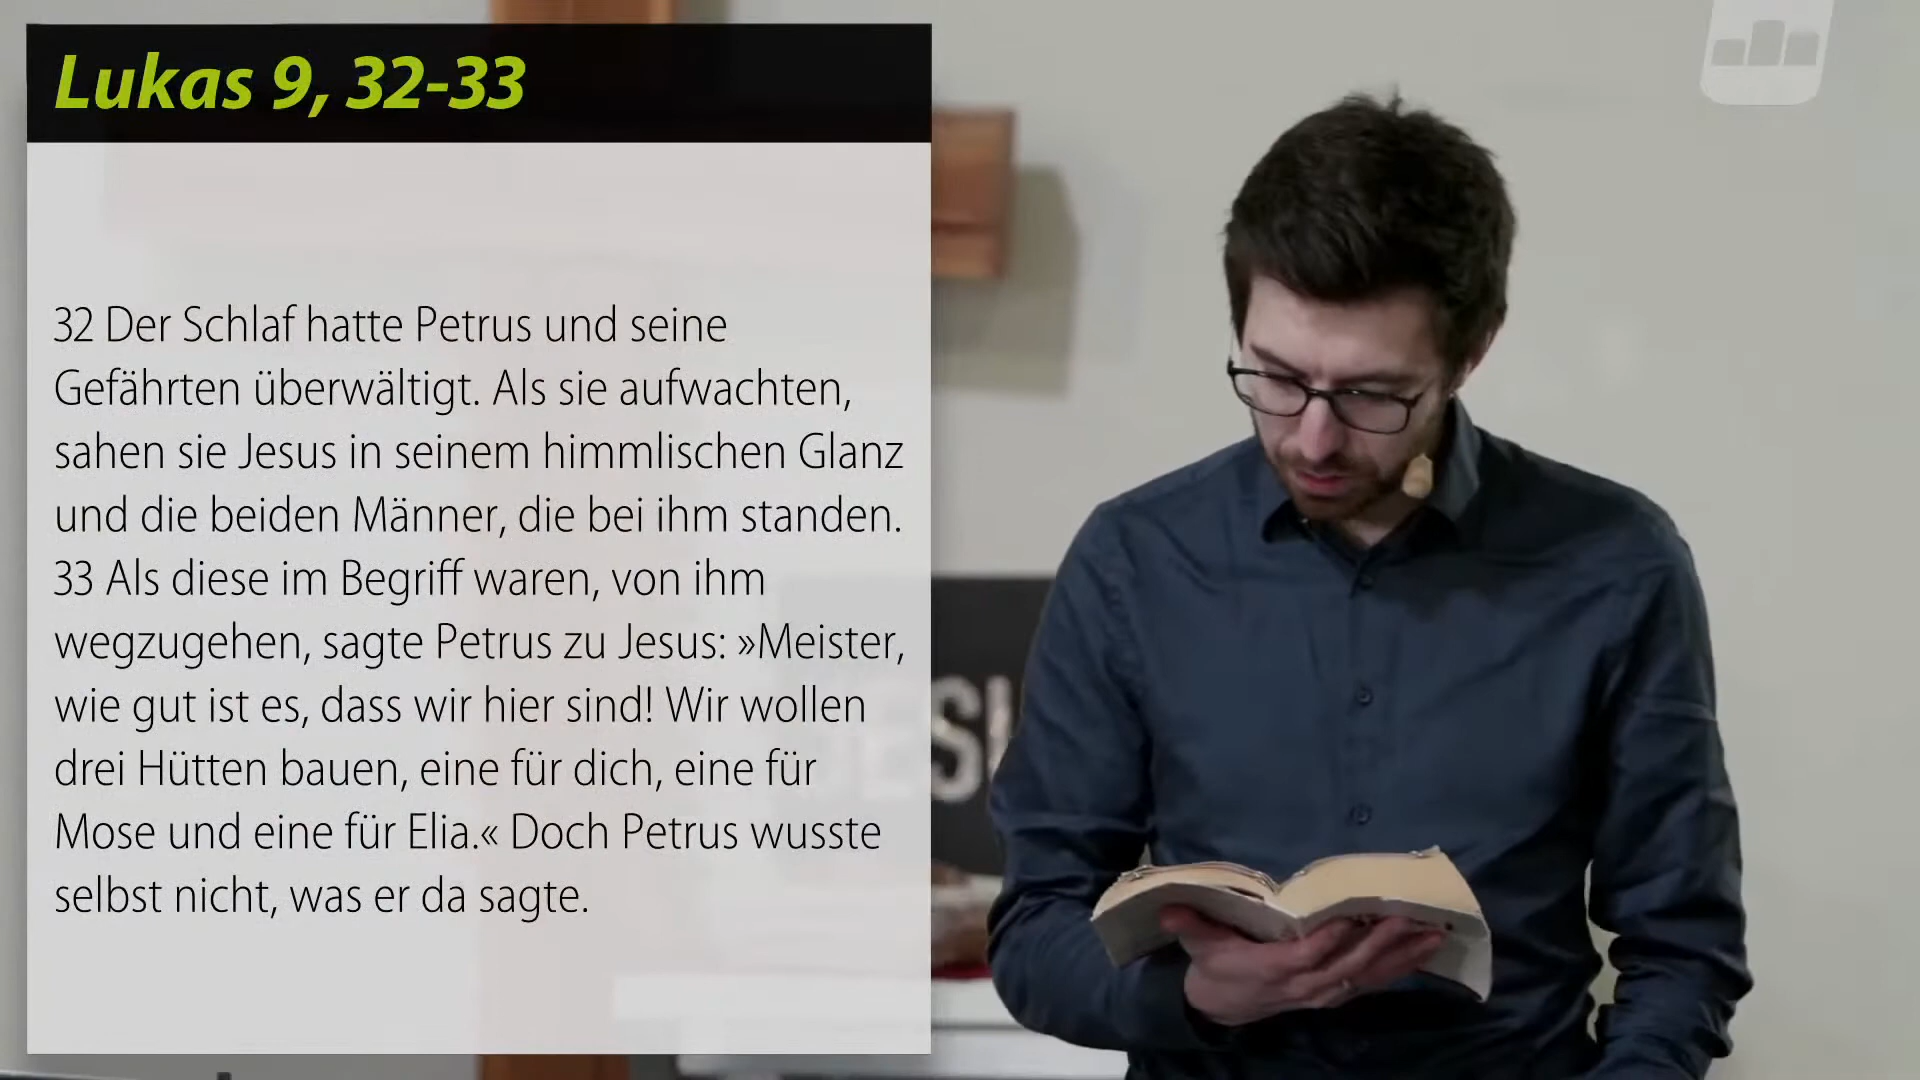 Lukas 9, 32-33
32 Der Schlaf hatte Petrus und seine
Gefährten überwältigt. Als sie aufwachten,
sahen sie Jesus in seinem himmlischen Glanz
und die beiden Männer, die bei ihm standen.
33 Als diese im Begriff waren, von ihm
wegzugehen, sagte Petrus zu Jesus: »Meister,
wie gut ist es, dass wir hier sind! Wir wollen
drei Hütten bauen, eine für dich, eine für
Mose und eine für Elia.« Doch Petrus wusste
selbst nicht, was er da sagte.